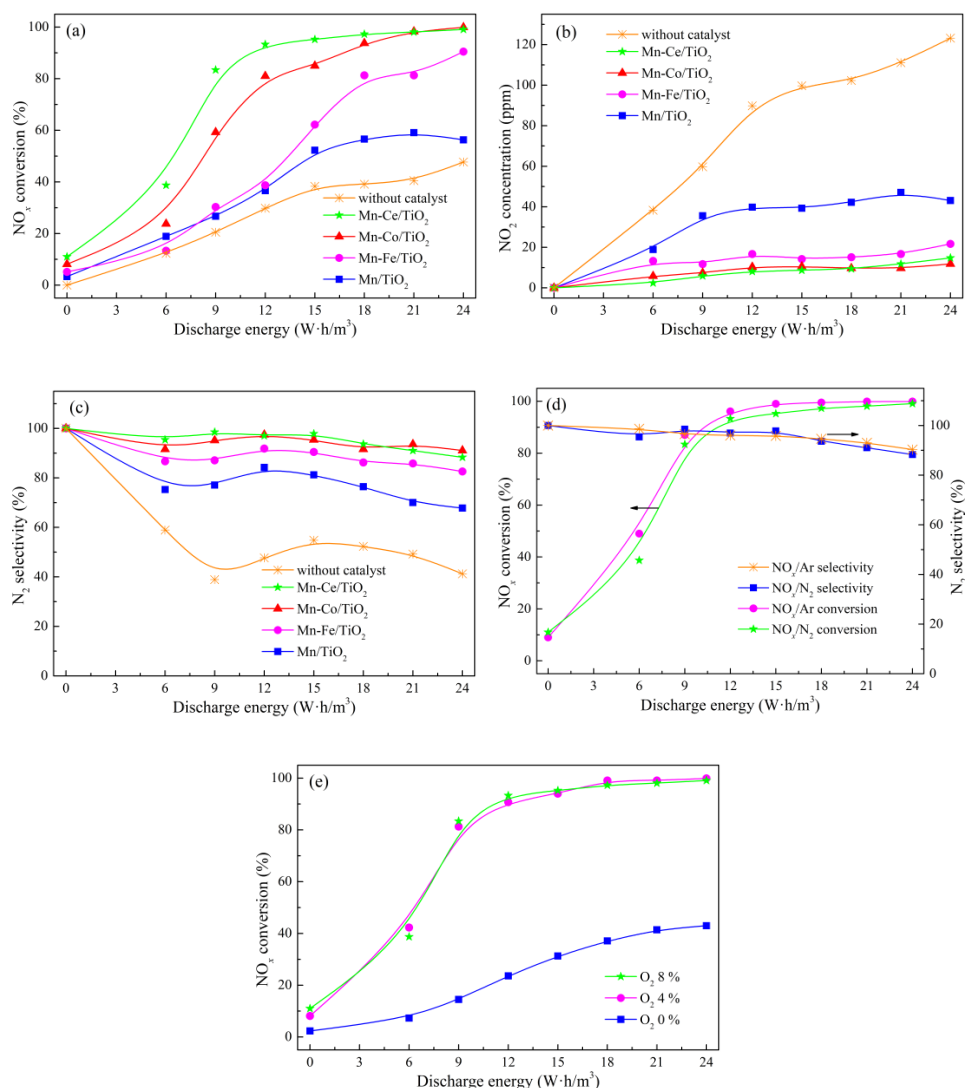 (a)
NOₓ conversion (%)
100
80
60
40
20
0
without catalyst
Mn-Ce/TiO₂
Mn-Co/TiO₂
Mn-Fe/TiO₂
Mn/TiO₂
0 3 6 9 12 15 18 21 24
Discharge energy (W·h/m³)
(b)
NO₂ concentration (ppm)
120
100
80
60
40
20
0
without catalyst
Mn-Ce/TiO₂
Mn-Co/TiO₂
Mn-Fe/TiO₂
Mn/TiO₂
0 3 6 9 12 15 18 21 24
Discharge energy (W·h/m³)
(c)
N₂ selectivity (%)
100
80
60
40
20
0
without catalyst
Mn-Ce/TiO₂
Mn-Co/TiO₂
Mn-Fe/TiO₂
Mn/TiO₂
0 3 6 9 12 15 18 21 24
Discharge energy (W·h/m³)
(d)
NOₓ conversion (%)
100
90
80
70
60
50
40
30
20
10
0
NOₓ/Ar selectivity
NOₓ/N₂ selectivity
NOₓ/Ar conversion
NOₓ/N₂ conversion
100
80
60
40
20
0
N₂ selectivity (%)
0 3 6 9 12 15 18 21 24
Discharge energy (W·h/m³)
(e)
NOₓ conversion (%)
100
80
60
40
20
0
O₂ 8 %
O₂ 4 %
O₂ 0 %
0 3 6 9 12 15 18 21 24
Discharge energy (W·h/m³)